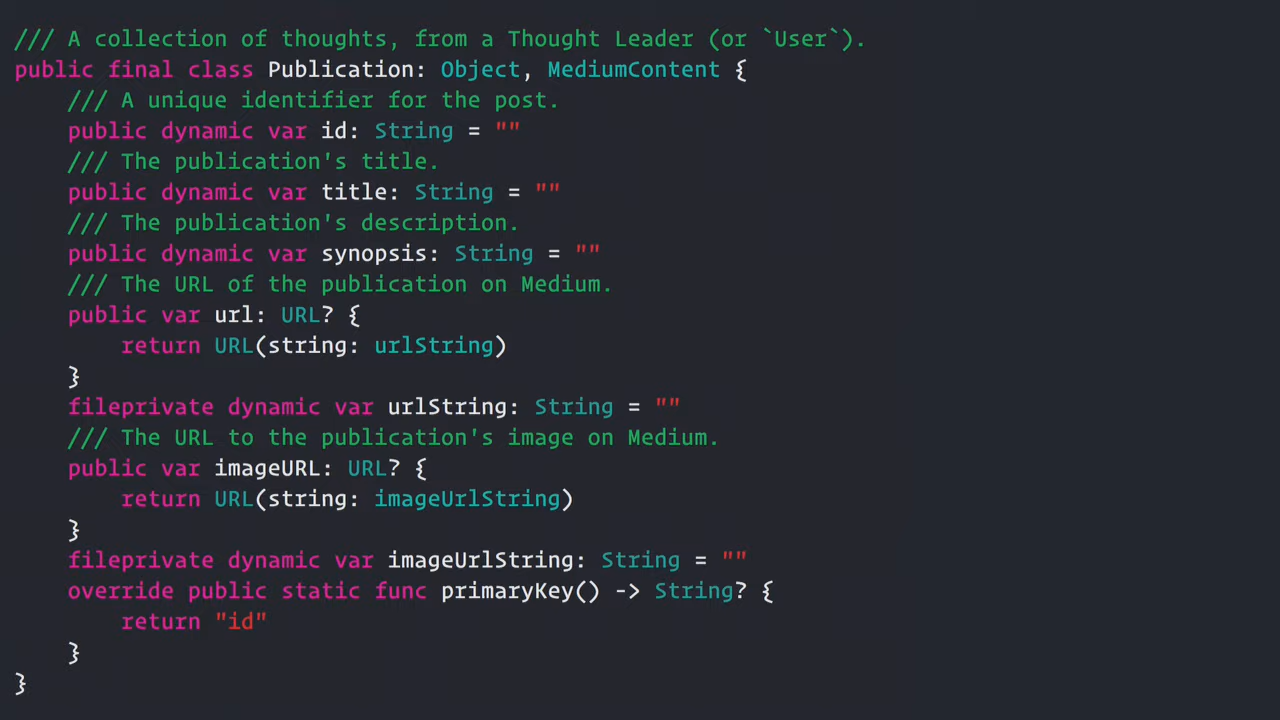 /// A collection of thoughts, from a Thought Leader (or `User`).
public final class Publication: Object, MediumContent {
    /// A unique identifier for the post.
    public dynamic var id: String = ""
    /// The publication's title.
    public dynamic var title: String = ""
    /// The publication's description.
    public dynamic var synopsis: String = ""
    /// The URL of the publication on Medium.
    public var url: URL? {
        return URL(string: urlString)
    }
    fileprivate dynamic var urlString: String = ""
    /// The URL to the publication's image on Medium.
    public var imageURL: URL? {
        return URL(string: imageUrlString)
    }
    fileprivate dynamic var imageUrlString: String = ""
    override public static func primaryKey() -> String? {
        return "id"
    }
}